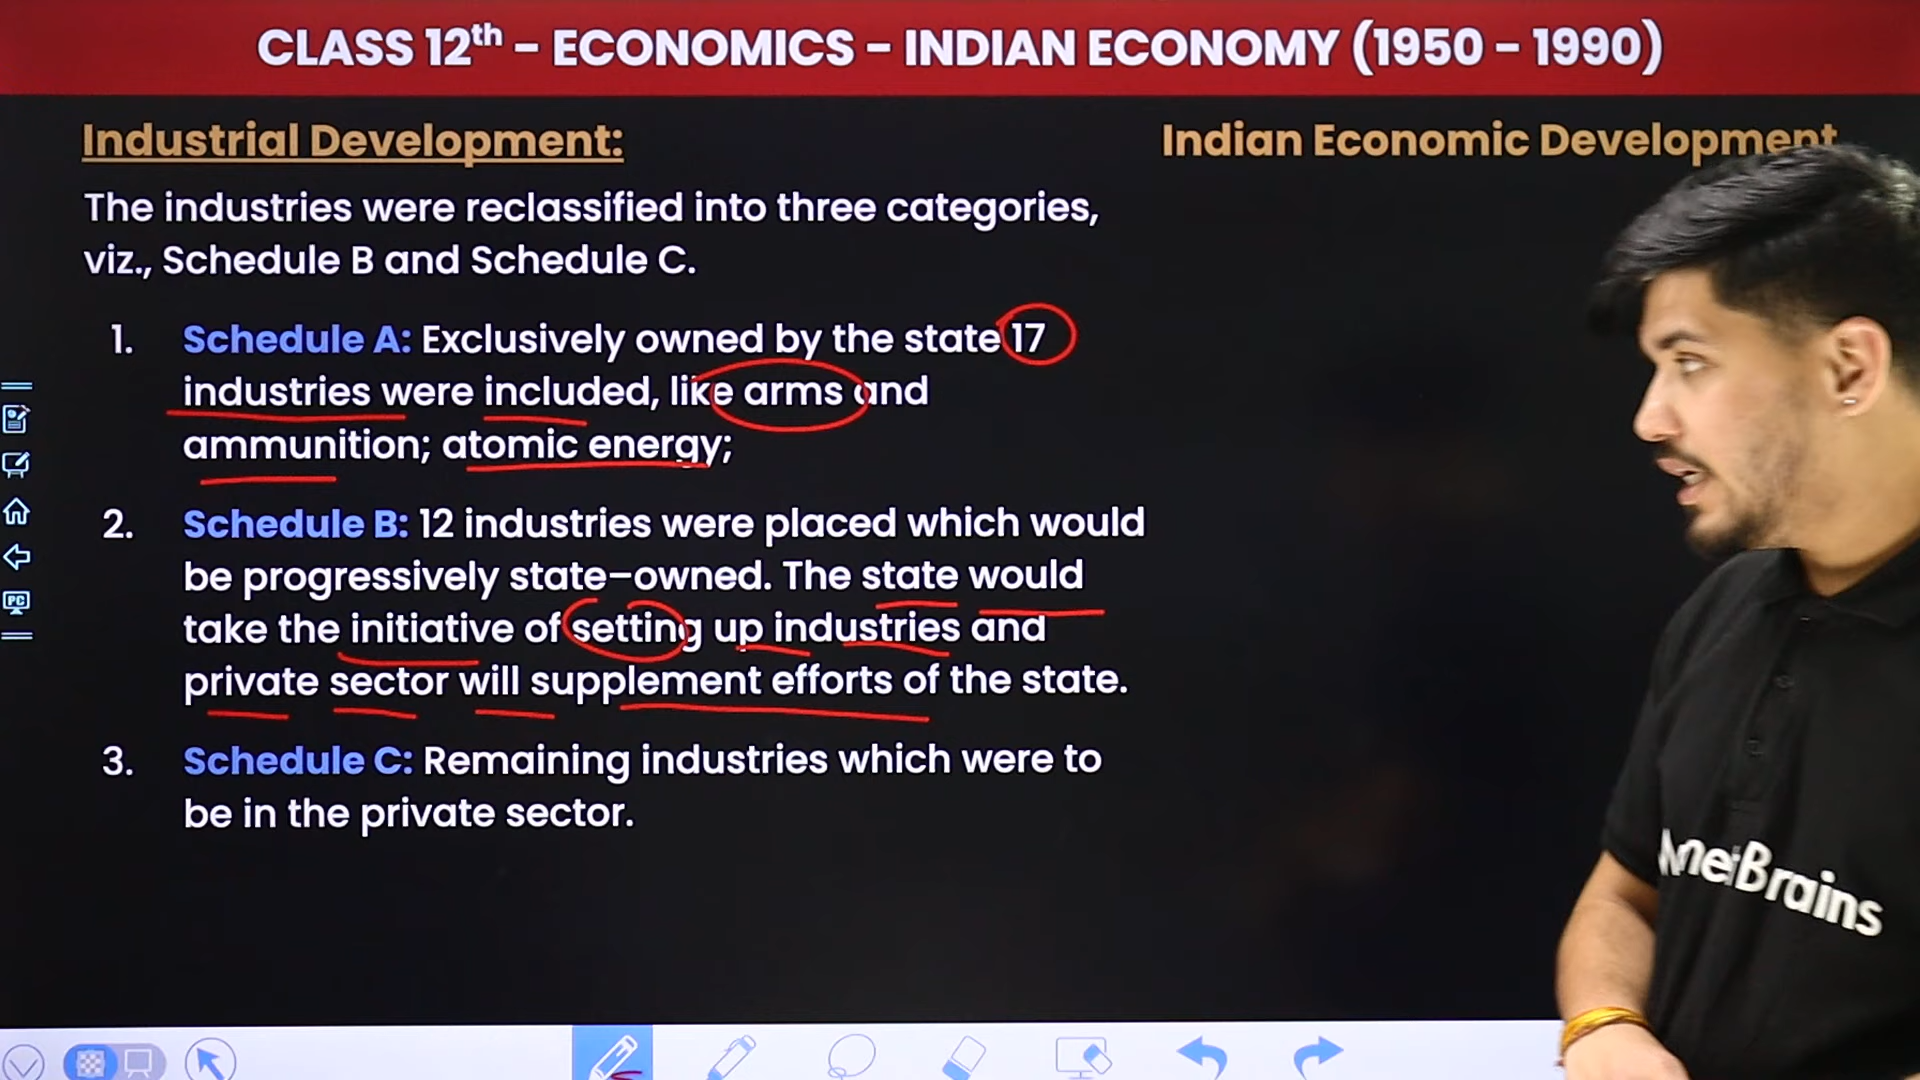 CLASS 12th – ECONOMICS – INDIAN ECONOMY (1950 – 1990)
Industrial Development:
Indian Economic Development
The industries were reclassified into three categories,
viz., Schedule B and Schedule C.
1. Schedule A: Exclusively owned by the state 17
industries were included, like arms and
ammunition; atomic energy;
2. Schedule B: 12 industries were placed which would
be progressively state–owned. The state would
take the initiative of setting up industries and
private sector will supplement efforts of the state.
3. Schedule C: Remaining industries which were to
be in the private sector.
PC
Brains